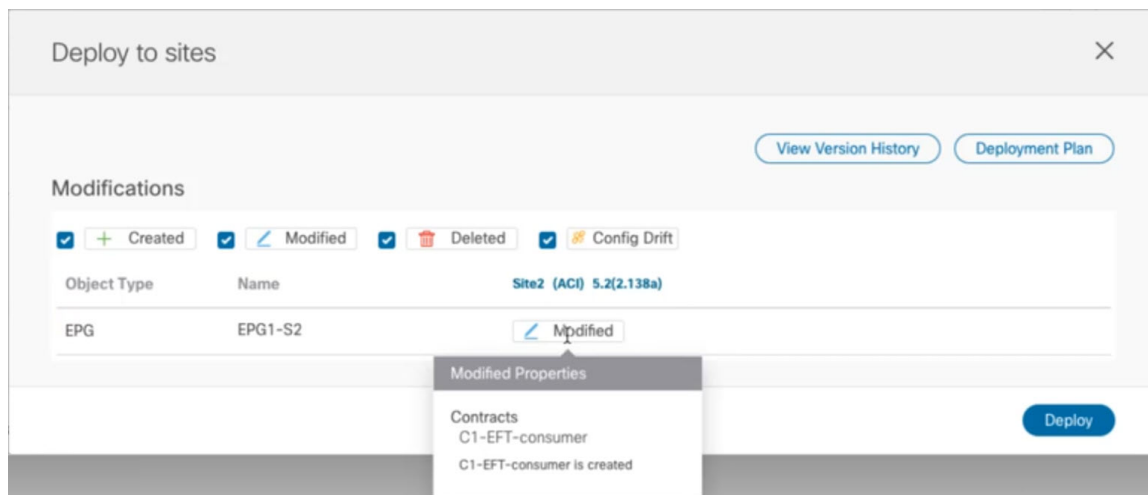 Deploy to sites
View Version History
Deployment Plan
Modifications
Created
Modified
Deleted
Config Drift
Object Type Name Site2 (ACI) 5.2(2.138a)
EPG EPG1-S2 Modified
Modified Properties
Contracts
C1-EFT-consumer
C1-EFT-consumer is created
Deploy